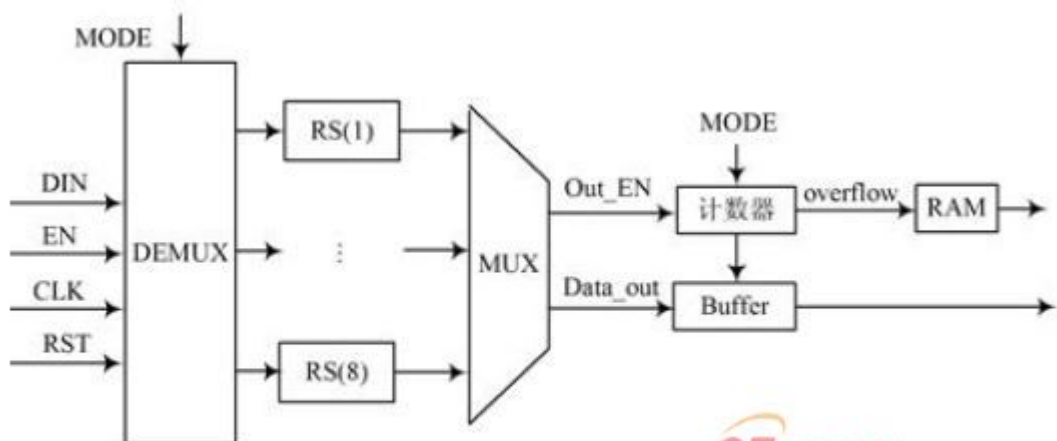 MODE
DIN
EN
CLK
RST
DEMUX
RS(1)
⋮
RS(8)
MUX
Out_EN
Data_out
MODE
计数器
overflow
RAM
Buffer